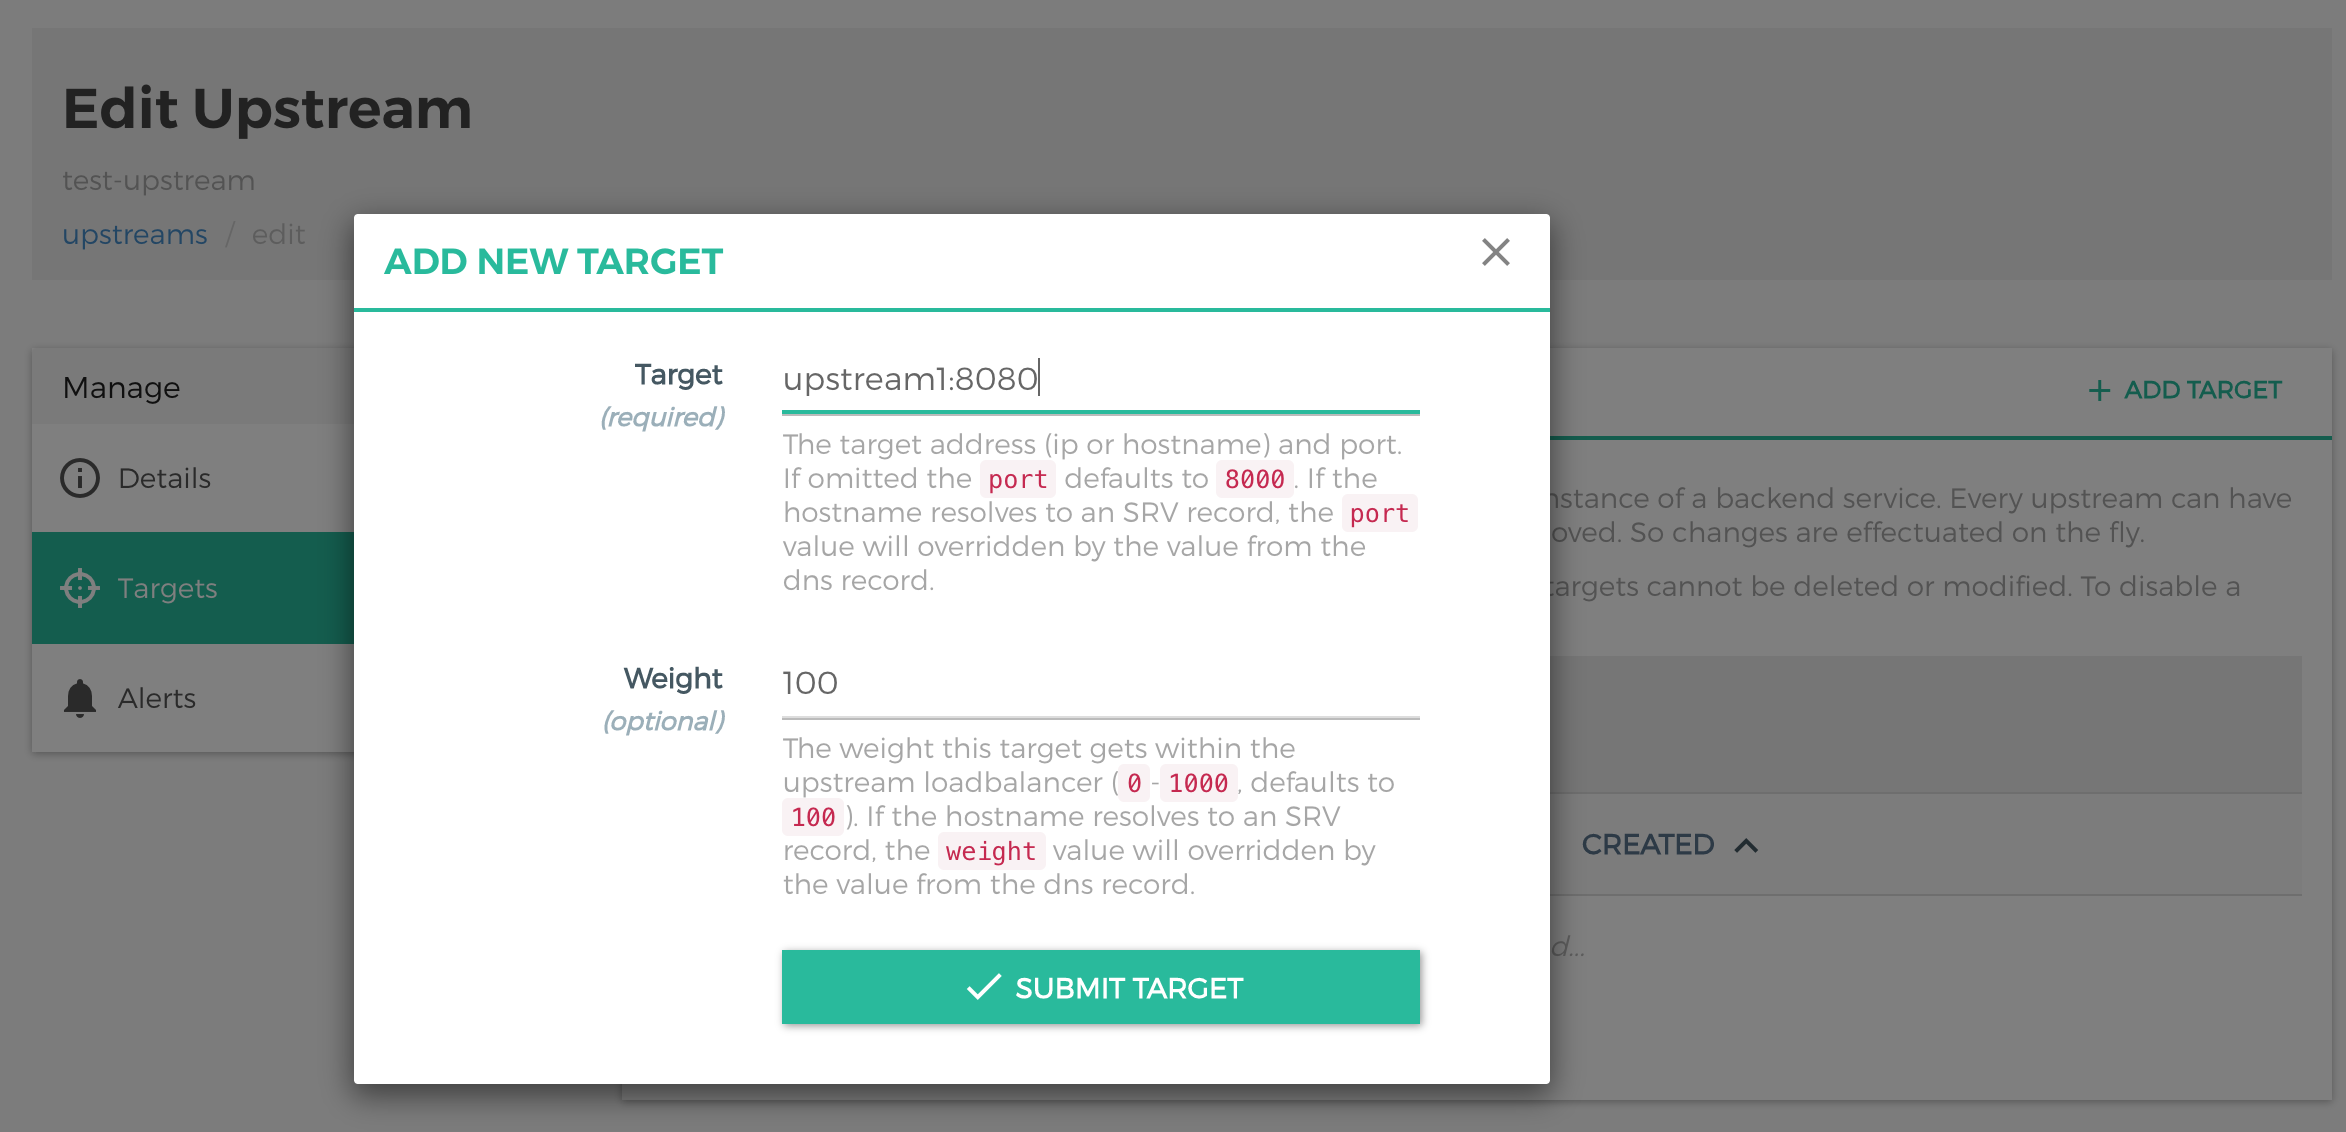 Edit Upstream
test-upstream
upstreams / edit
Manage
Details
Targets
Alerts
+ ADD TARGET
instance of a backend service. Every upstream can have
oved. So changes are effectuated on the fly.
targets cannot be deleted or modified. To disable a
CREATED
d...
ADD NEW TARGET
Target
(required)
upstream1:8080
The target address (ip or hostname) and port.
If omitted the port defaults to 8000. If the
hostname resolves to an SRV record, the port
value will overridden by the value from the
dns record.
Weight
(optional)
100
The weight this target gets within the
upstream loadbalancer (0-1000, defaults to
100). If the hostname resolves to an SRV
record, the weight value will overridden by
the value from the dns record.
SUBMIT TARGET